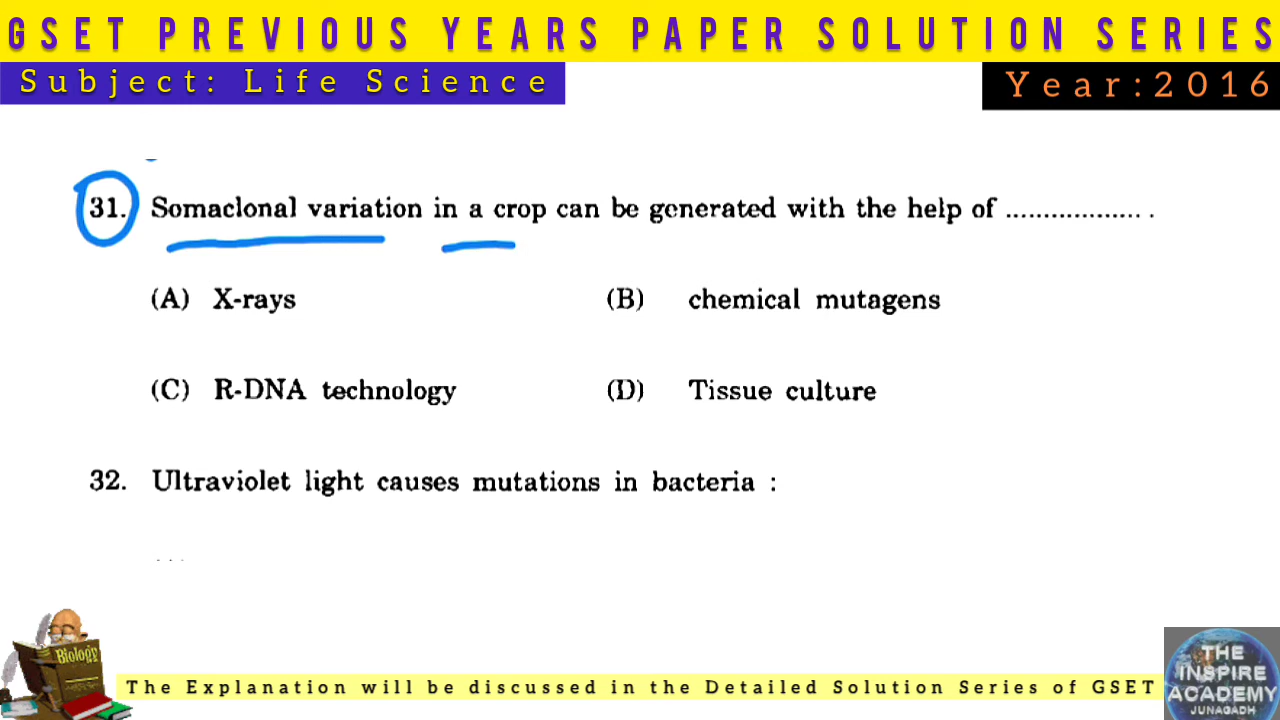 GSET PREVIOUS YEARS PAPER SOLUTION SERIES
Subject: Life Science
Year:2016
31. Somaclonal variation in a crop can be generated with the help of ................... .
(A) X-rays (B) chemical mutagens
(C) R-DNA technology (D) Tissue culture
32. Ultraviolet light causes mutations in bacteria :
Biology
The Explanation will be discussed in the Detailed Solution Series of GSET
THE
INSPIRE
ACADEMY
JUNAGADH